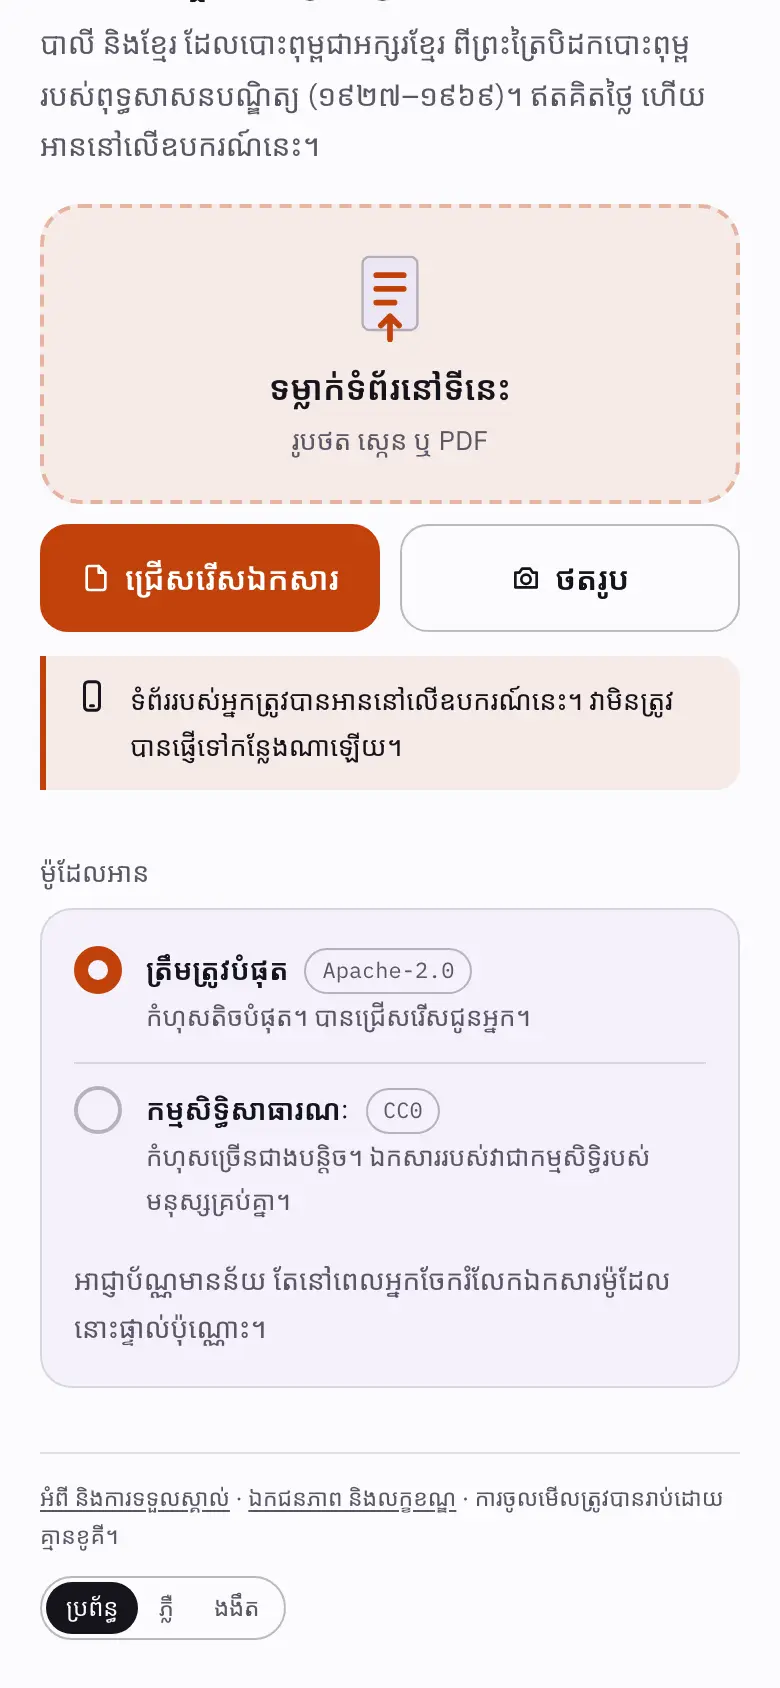 បាលី និងខ្មែរ ដែលបោះពុម្ពជាអក្សរខ្មែរ ពីព្រះត្រៃបិដកបោះពុម្ព
របស់ពុទ្ធសាសនបណ្ឌិត្យ (១៩២៧–១៩៦៩)។ ឥតគិតថ្លៃ ហើយ
អាននៅលើឧបករណ៍នេះ។
ទម្លាក់ទំព័រនៅទីនេះ
រូបថត ស្កេន ឬ PDF
ជ្រើសរើសឯកសារ
ថតរូប
ទំព័ររបស់អ្នកត្រូវបានអាននៅលើឧបករណ៍នេះ។ វាមិនត្រូវ
បានផ្ញើទៅកន្លែងណាឡើយ។
ម៉ូដែលអាន
ត្រឹមត្រូវបំផុត Apache-2.0
កំហុសតិចបំផុត។ បានជ្រើសរើសជូនអ្នក។
កម្មសិទ្ធិសាធារណៈ CC0
កំហុសច្រើនជាងបន្តិច។ ឯកសាររបស់វាជាកម្មសិទ្ធិរបស់
មនុស្សគ្រប់គ្នា។
អាជ្ញាប័ណ្ណមានន័យ តែនៅពេលអ្នកចែករំលែកឯកសារម៉ូដែល
នោះផ្ទាល់ប៉ុណ្ណោះ។
អំពី និងការទទួលស្គាល់ · ឯកជនភាព និងលក្ខខណ្ឌ · ការចូលមើលត្រូវបានរាប់ដោយ
គ្មានខូគី។
ប្រព័ន្ធ ភ្លឺ ងងឹត